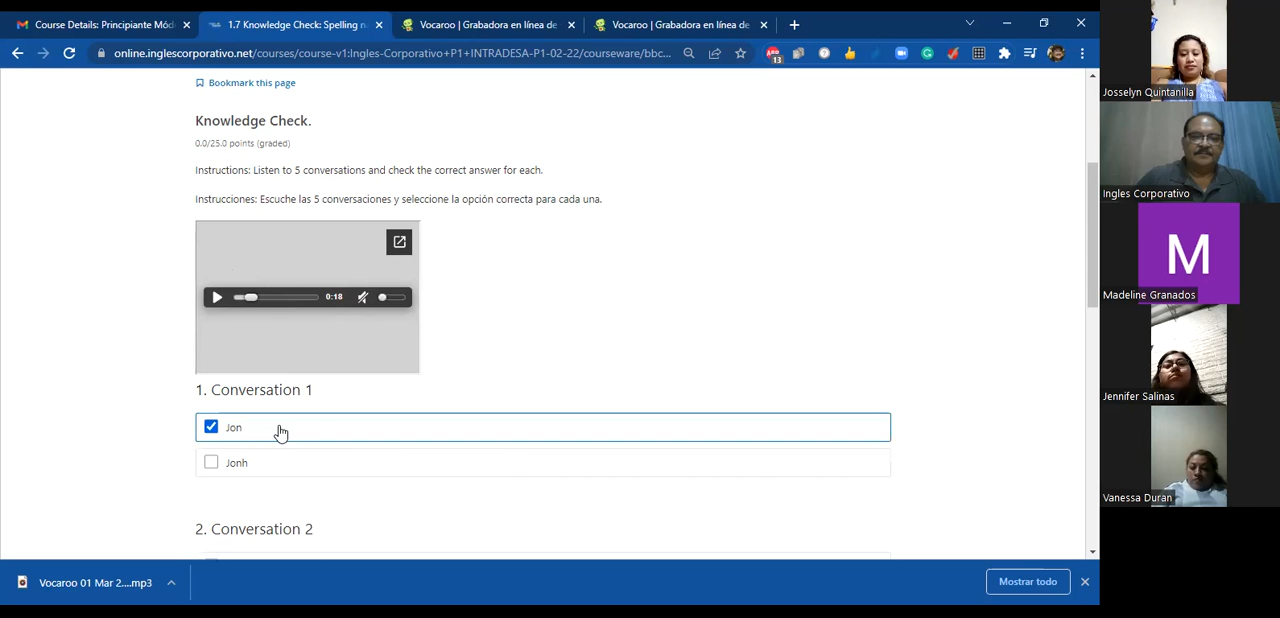 Course Details: Principiante Mód
1.7 Knowledge Check: Spelling n
Vocaroo | Grabadora en línea de
Vocaroo | Grabadora en línea de
online.inglescorporativo.net/courses/course-v1:Ingles-Corporativo+P1+INTRADESA-P1-02-22/courseware/bbc...
13
Bookmark this page
Knowledge Check.
0.0/25.0 points (graded)
Instructions: Listen to 5 conversations and check the correct answer for each.
Instrucciones: Escuche las 5 conversaciones y seleccióle la opción correcta para cada una.
0:18
1. Conversation 1
Jon
Jonh
2. Conversation 2
Vocaroo 01 Mar 2....mp3
Mostrar todo
Josselyn Quintanilla
Ingles Corporativo
M
Madeline Granados
Jennifer Salinas
Vanessa Duran